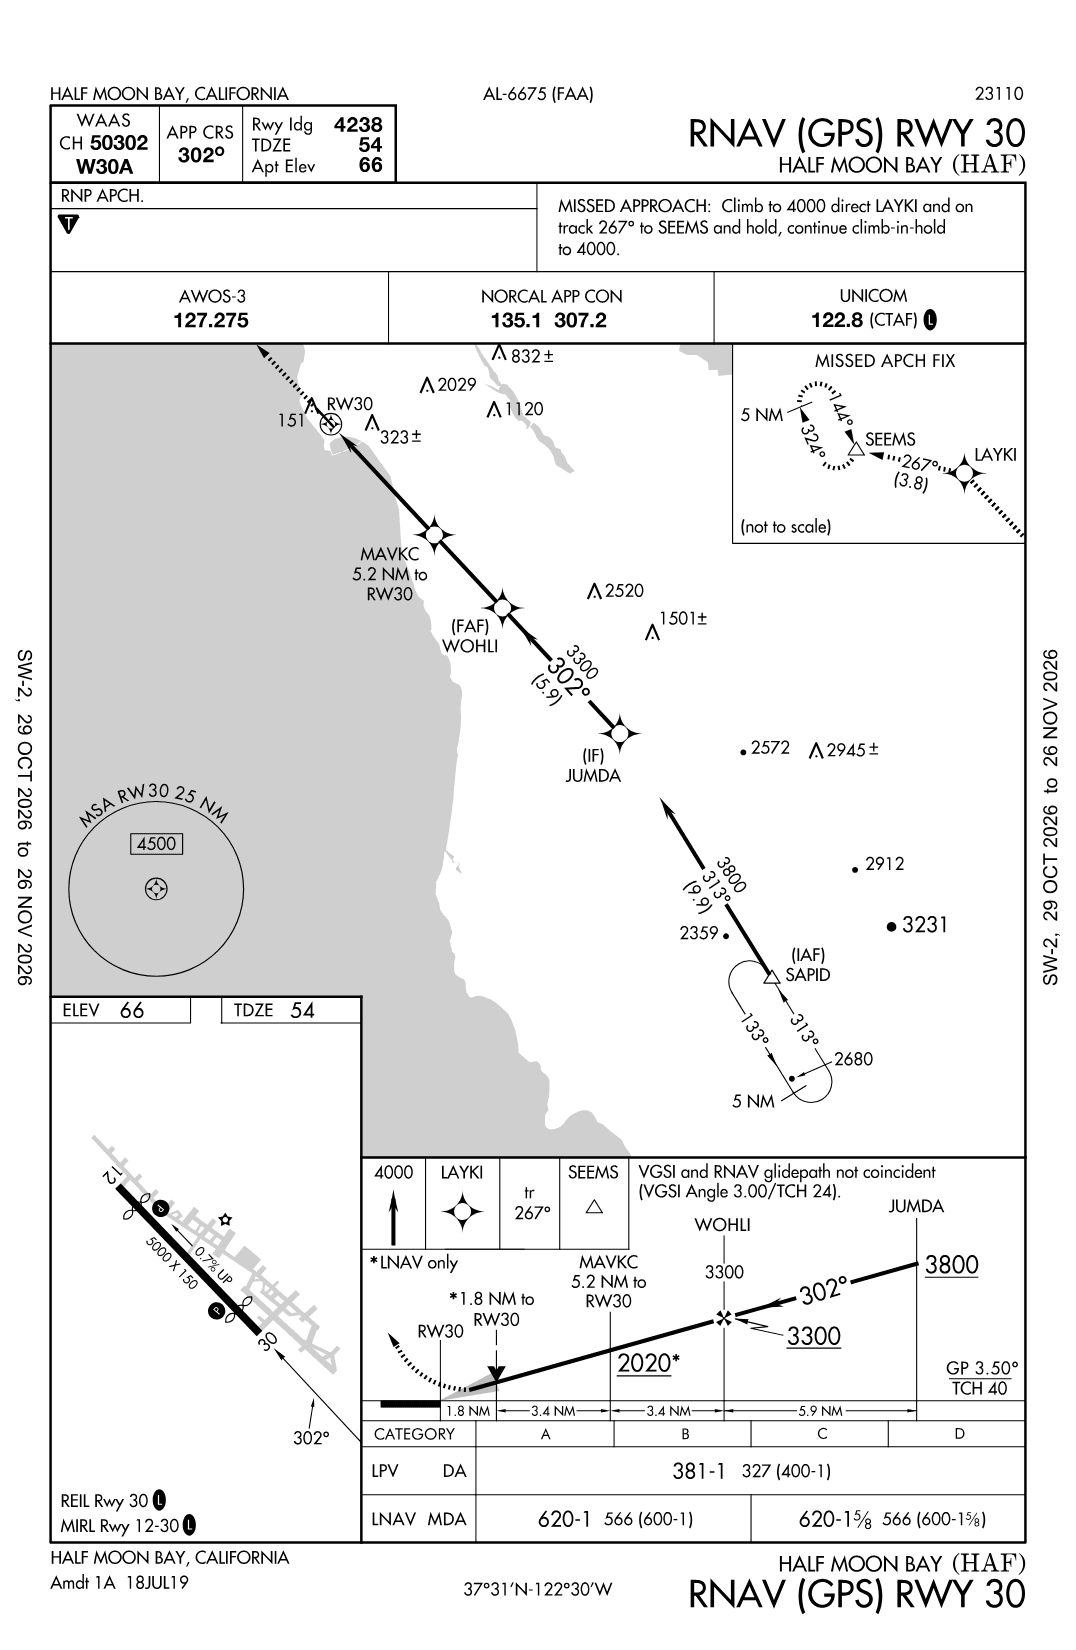 HALF MOON BAY, CALIFORNIA
AL-6675 (FAA)
23110
WAAS
CH 50302
W30A
APP CRS
302°
Rwy ldg 4238
TDZE 54
Apt Elev 66
RNAV (GPS) RWY 30
HALF MOON BAY (HAF)
RNP APCH.
T
MISSED APPROACH: Climb to 4000 direct LAYKI and on
track 267° to SEEMS and hold, continue climb-in-hold
to 4000.
AWOS-3
127.275
NORCAL APP CON
135.1 307.2
UNICOM
122.8 (CTAF) L
832±
2029
1120
RW30
151
323±
MISSED APCH FIX
5 NM
144°
324°
SEEMS
LAYKI
267°
(3.8)
(not to scale)
MAVKC
5.2 NM to
RW30
2520
1501±
(FAF)
WOHLI
3300
302°
(5.9)
(IF)
JUMDA
2572
2945±
MSA RW30 25 NM
4500
3800
313°
(9.9)
2912
2359
3231
(IAF)
SAPID
133°
313°
2680
5 NM
SW-2, 29 OCT 2026 to 26 NOV 2026
SW-2, 29 OCT 2026 to 26 NOV 2026
ELEV 66
TDZE 54
12
P
0.7% UP
5000 X 150
P
30
302°
REIL Rwy 30 L
MIRL Rwy 12-30 L
4000
LAYKI
tr
267°
SEEMS
VGSI and RNAV glidepath not coincident
(VGSI Angle 3.00/TCH 24).
JUMDA
WOHLI
*LNAV only
MAVKC
5.2 NM to
RW30
3300
3800
302°
*1.8 NM to
RW30
RW30
3300
2020*
GP 3.50°
TCH 40
1.8 NM
3.4 NM
3.4 NM
5.9 NM
CATEGORY A B C D
LPV DA 381-1 327 (400-1)
LNAV MDA 620-1 566 (600-1) 620-1⅝ 566 (600-1⅝)
HALF MOON BAY, CALIFORNIA
Amdt 1A 18JUL19
37°31'N-122°30'W
HALF MOON BAY (HAF)
RNAV (GPS) RWY 30